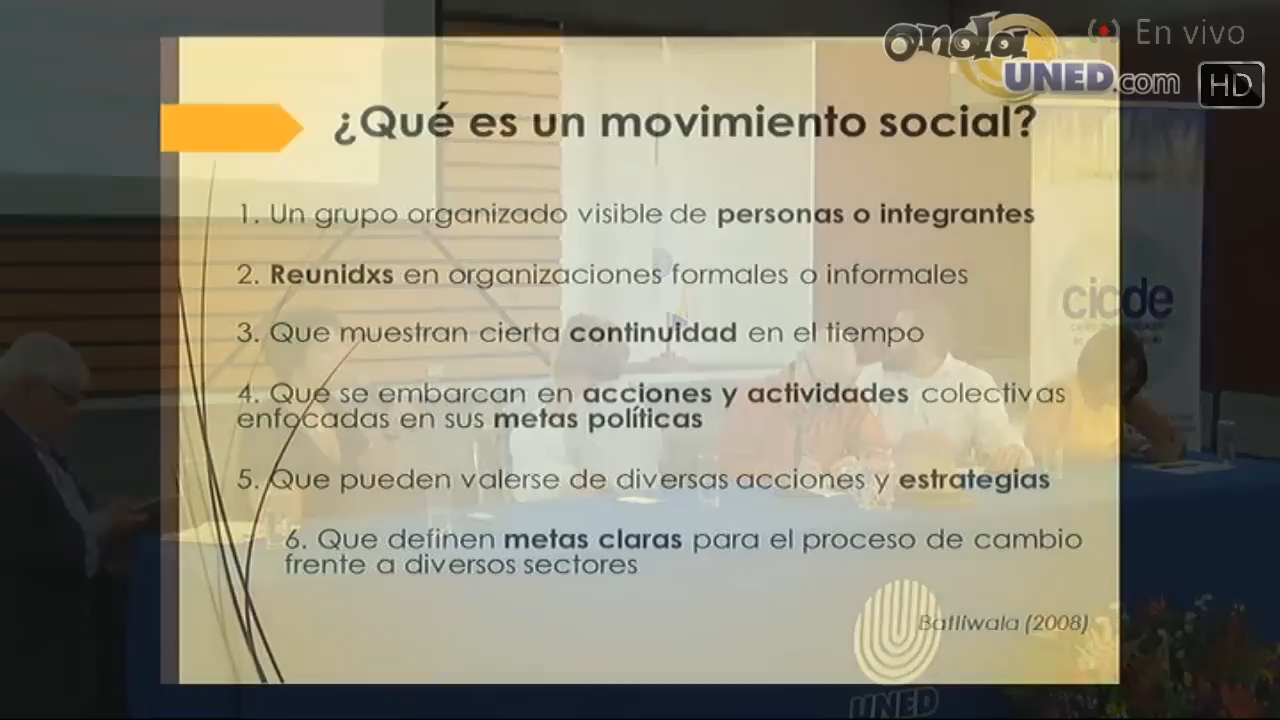 onda
UNED.com
En vivo
HD
¿Qué es un movimiento social?
1. Un grupo organizado visible de personas o integrantes
2. Reunidxs en organizaciones formales o informales
3. Que muestran cierta continuidad en el tiempo
4. Que se embarcan en acciones y actividades colectivas
enfocadas en sus metas políticas
5. Que pueden valerse de diversas acciones y estrategias
6. Que definen metas claras para el proceso de cambio
frente a diversos sectores
Batliwala (2008)
cicde
UNED